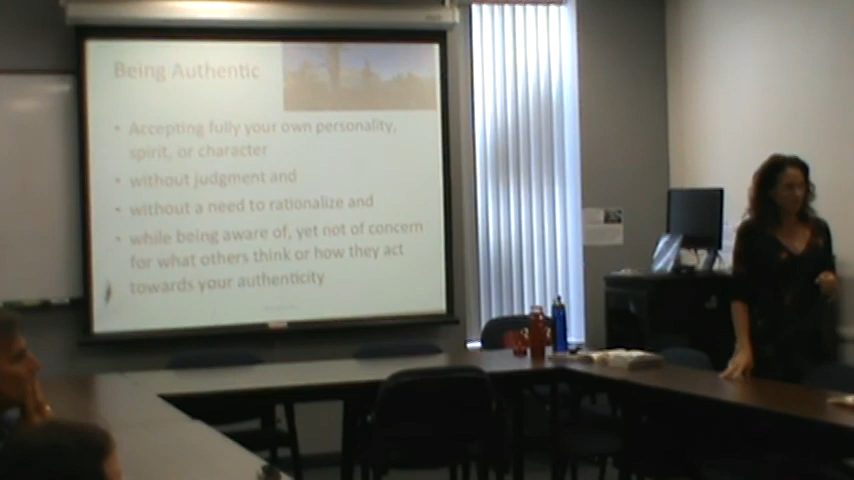 Being Authentic
• Accepting fully your own personality,
spirit, or character
• without judgment and
• without a need to rationalize and
• while being aware of, yet not of concern
for what others think or how they act
towards your authenticity